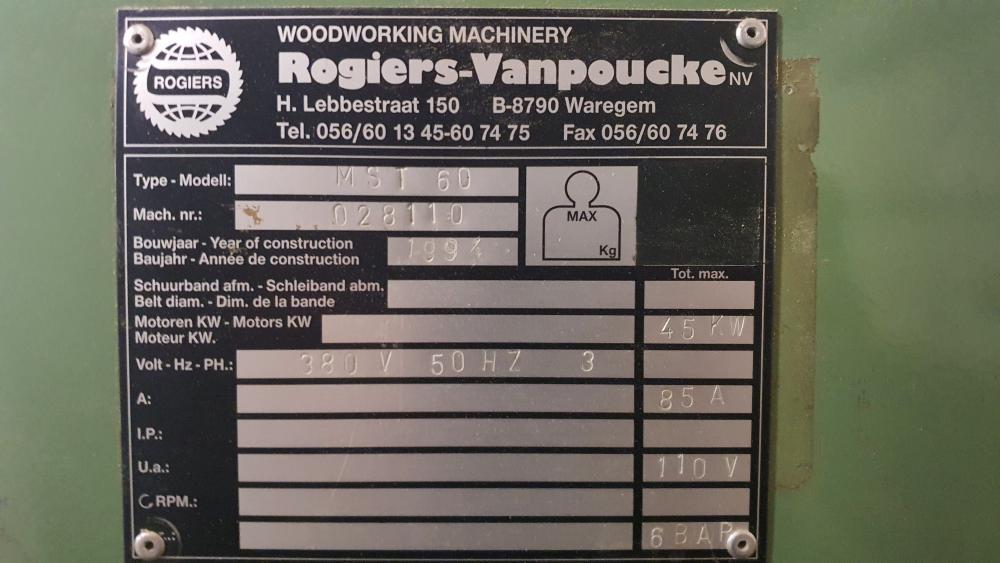 WOODWORKING MACHINERY
ROGIERS
Rogiers-Vanpoucke NV
H. Lebbestraat 150 B-8790 Waregem
Tel. 056/60 13 45-60 74 75 Fax 056/60 74 76
Type - Modell: MST 60
Mach. nr.: 028110
MAX
Kg
Bouwjaar - Year of construction
Baujahr - Année de construction
1994
Tot. max.
Schuurband afm. - Schleiband abm.
Belt diam. - Dim. de la bande
Motoren KW - Motors KW
Moteur KW.
45 KW
Volt - Hz - PH.: 380 V 50 HZ 3
A: 85 A
I.P.:
U.a.: 110 V
RPM.:
6 BAR